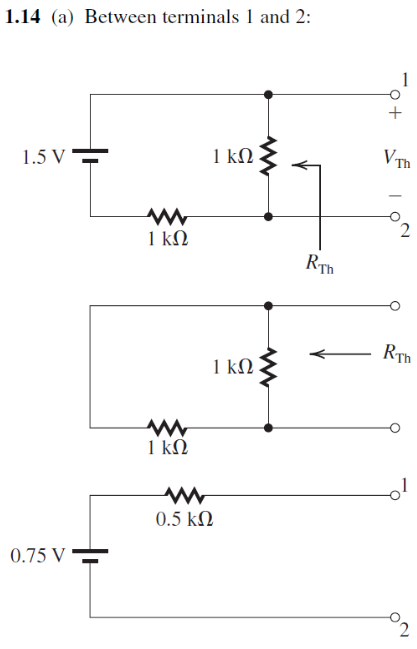 1.14 (a) Between terminals 1 and 2:
1
+
1.5 V
1 kΩ
V_Th
−
1 kΩ
2
R_Th
1 kΩ
R_Th
1 kΩ
1
0.5 kΩ
0.75 V
2